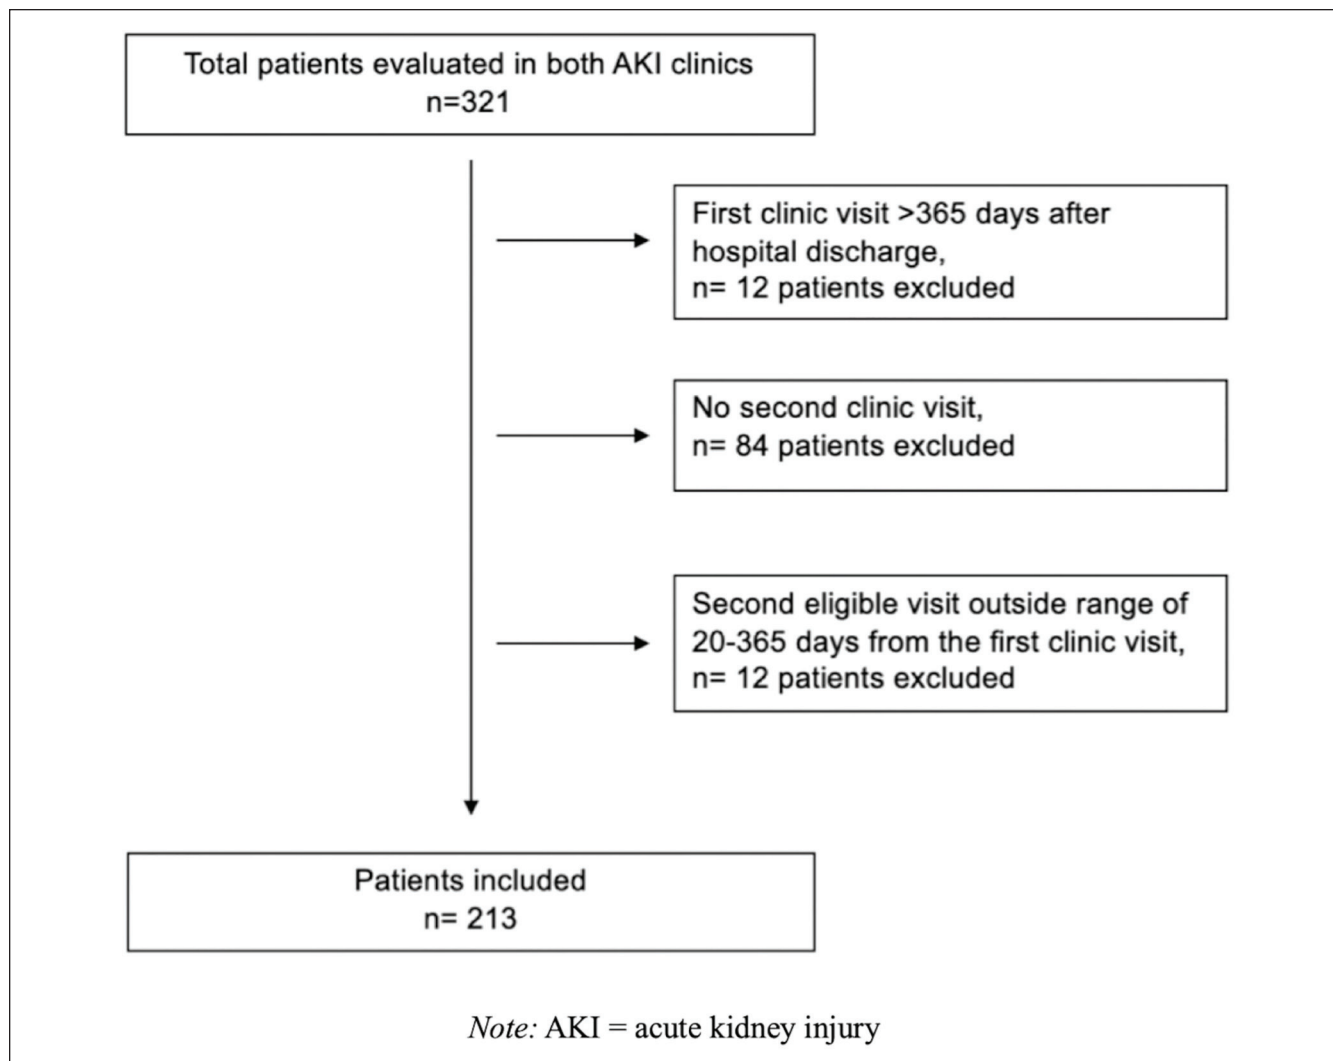 Total patients evaluated in both AKI clinics
n=321
First clinic visit >365 days after
hospital discharge,
n= 12 patients excluded
No second clinic visit,
n= 84 patients excluded
Second eligible visit outside range of
20-365 days from the first clinic visit,
n= 12 patients excluded
Patients included
n= 213
Note: AKI = acute kidney injury